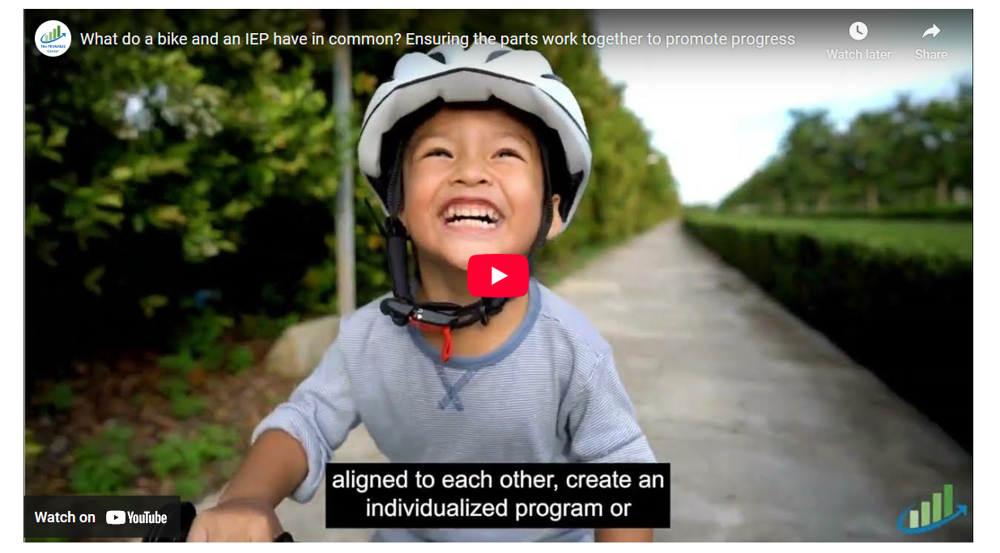 What do a bike and an IEP have in common? Ensuring the parts work together to promote progress
Watch later
Share
The PROGRESS
Center
aligned to each other, create an
individualized program or
Watch on YouTube